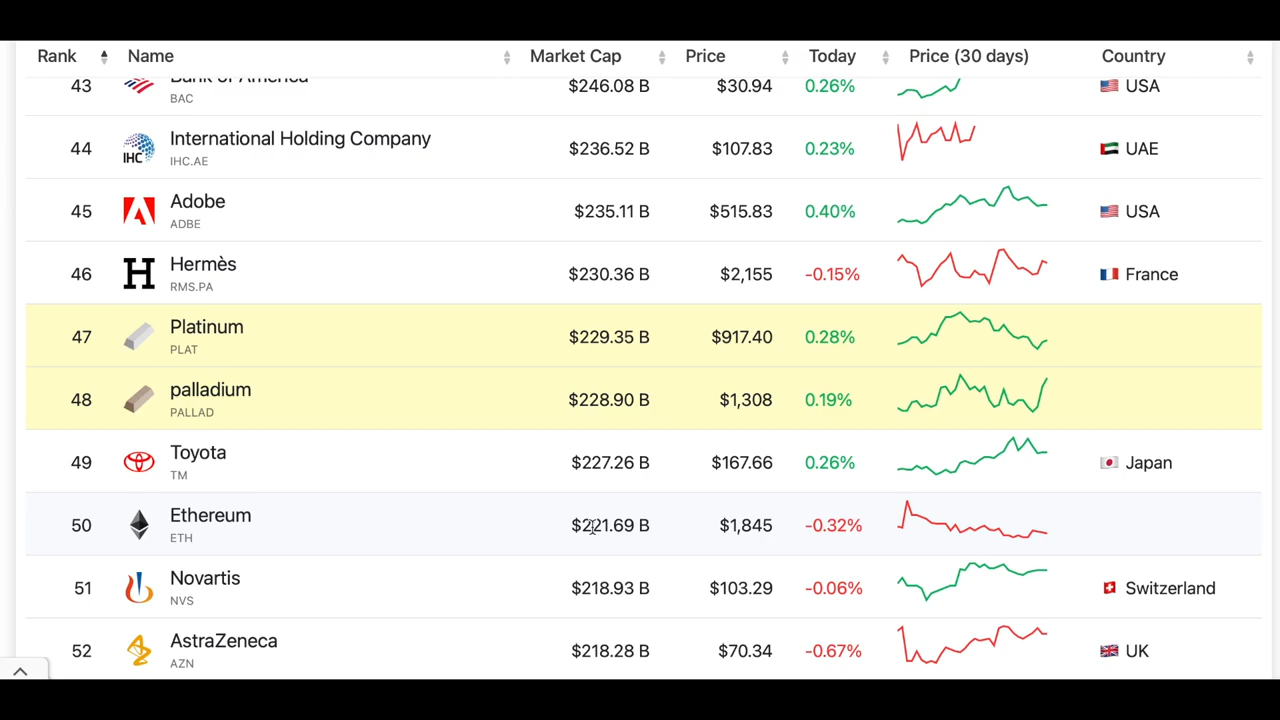 Rank Name Market Cap Price Today Price (30 days) Country
43 Bank of America $246.08 B $30.94 0.26% USA
BAC
44 International Holding Company $236.52 B $107.83 0.23% UAE
IHC IHC.AE
45 Adobe $235.11 B $515.83 0.40% USA
ADBE
46 Hermès $230.36 B $2,155 -0.15% France
RMS.PA
47 Platinum $229.35 B $917.40 0.28%
PLAT
48 palladium $228.90 B $1,308 0.19%
PALLAD
49 Toyota $227.26 B $167.66 0.26% Japan
TM
50 Ethereum $221.69 B $1,845 -0.32%
ETH
51 Novartis $218.93 B $103.29 -0.06% Switzerland
NVS
52 AstraZeneca $218.28 B $70.34 -0.67% UK
AZN